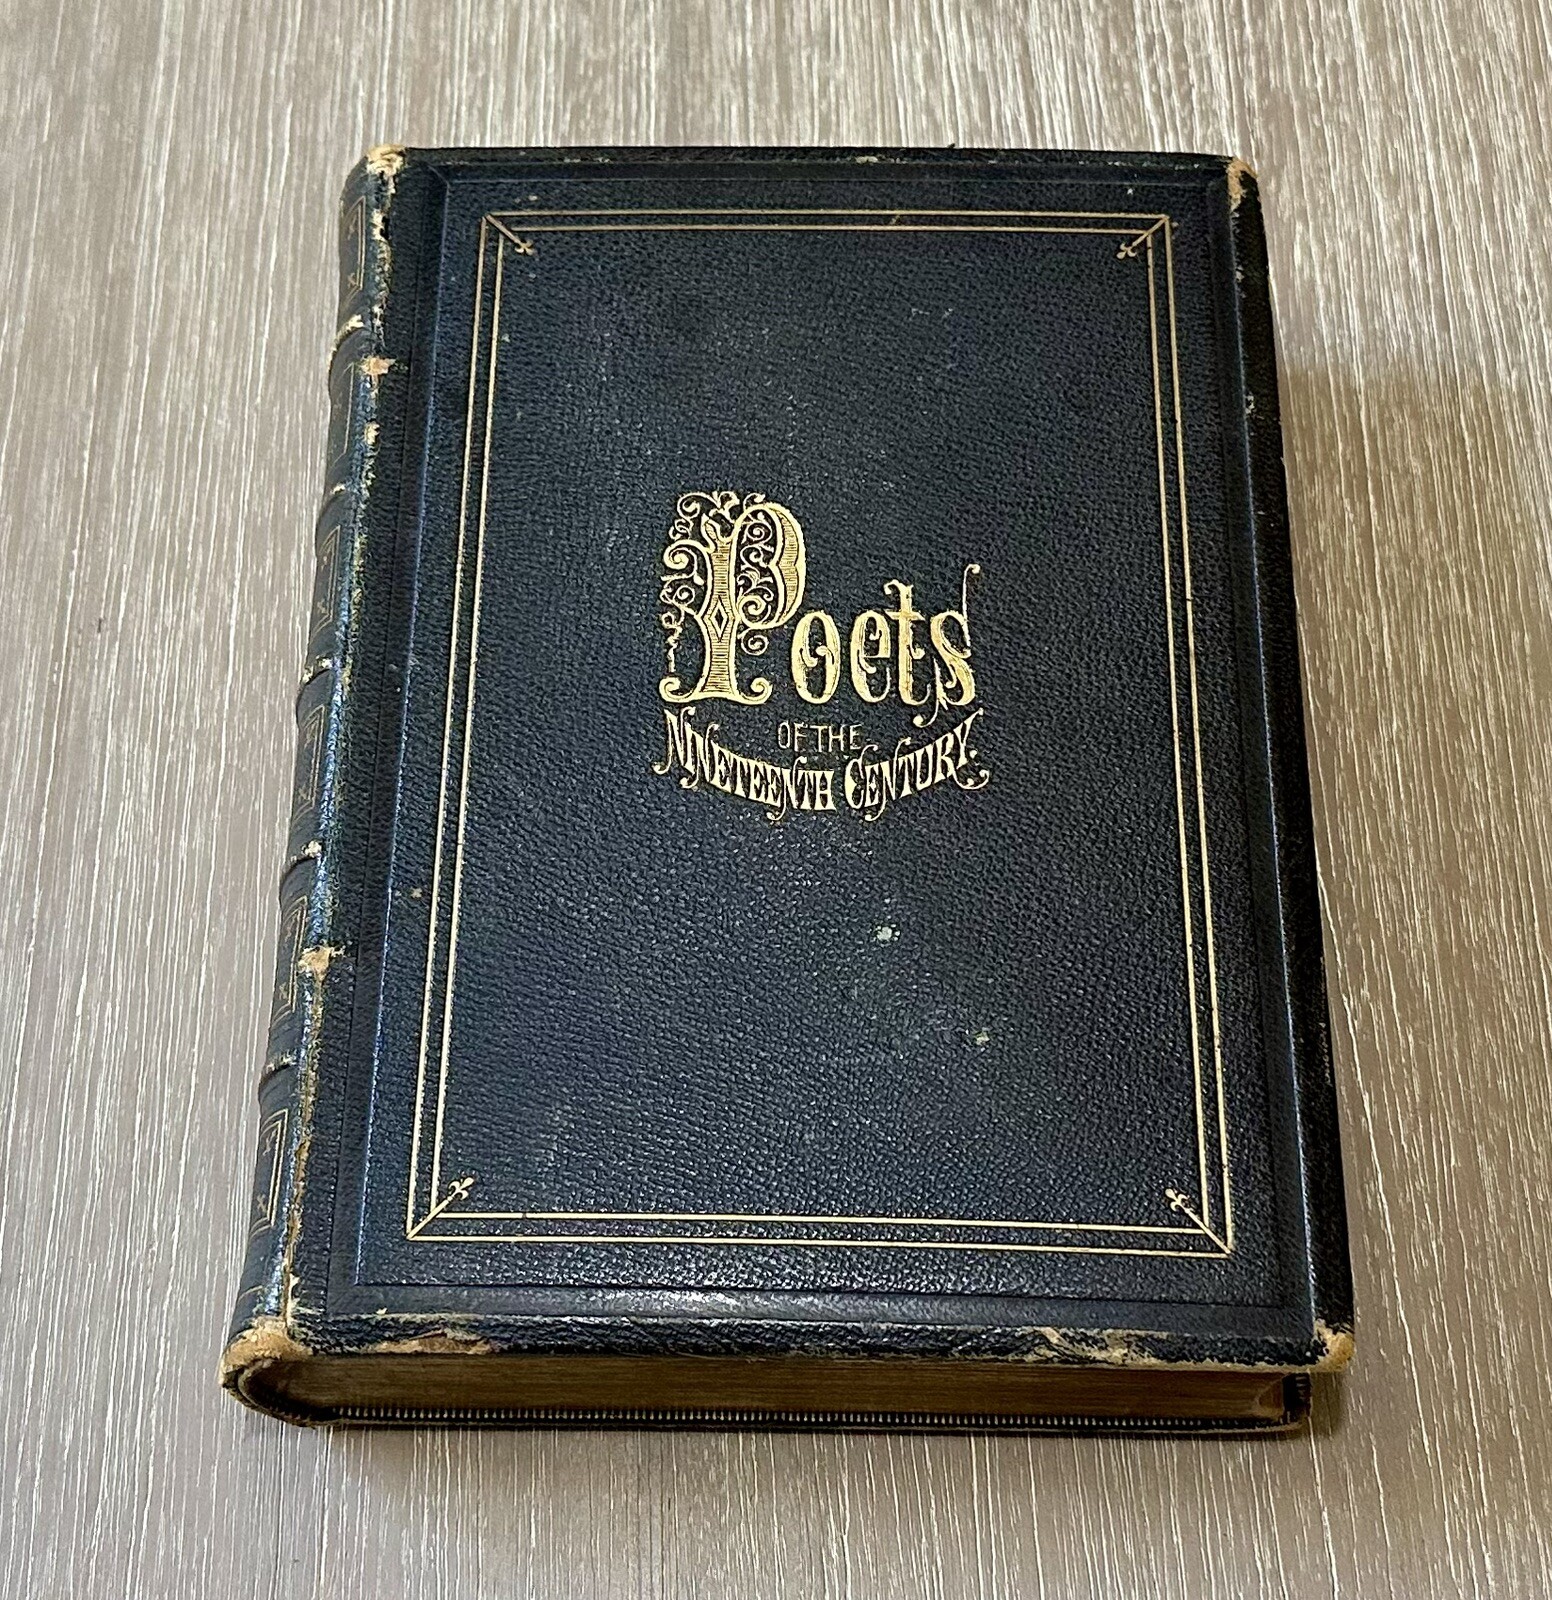 Poets
OF THE
NINETEENTH CENTURY.